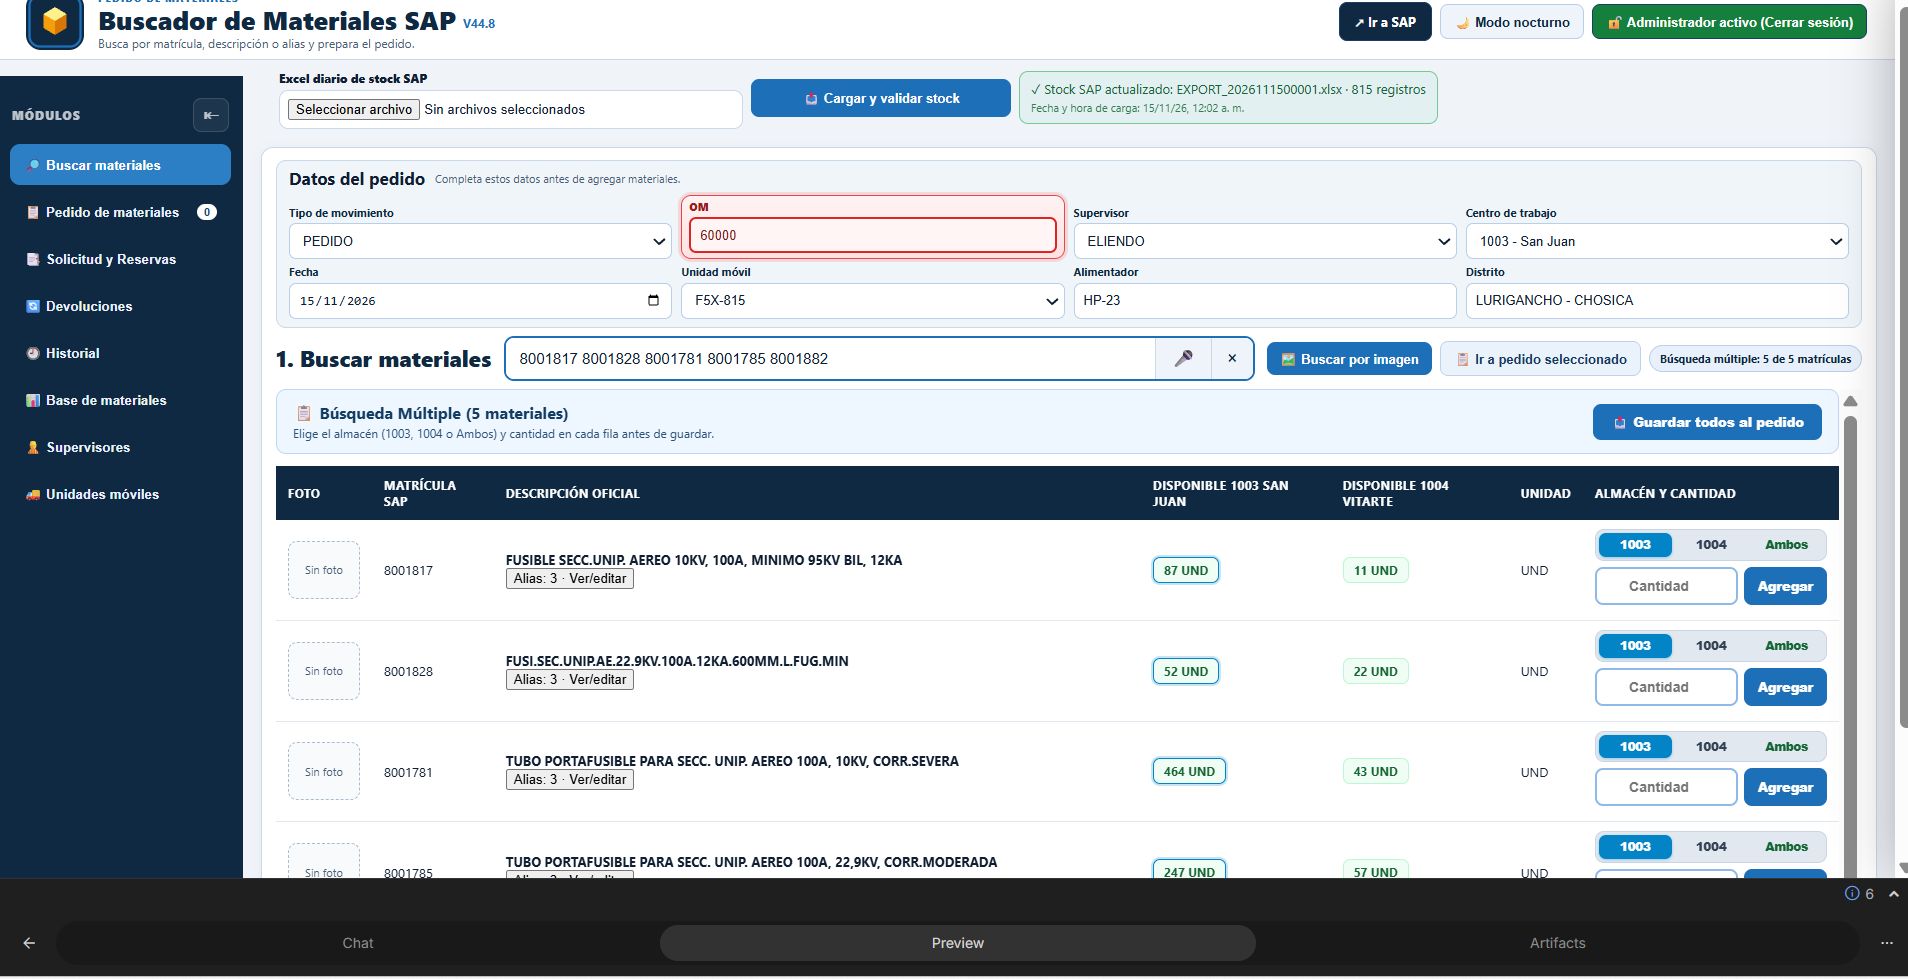 Buscador de Materiales SAP V44.8
Busca por matrícula, descripción o alias y prepara el pedido.
↗ Ir a SAP
Modo nocturno
Administrador activo (Cerrar sesión)
MÓDULOS
Buscar materiales
Pedido de materiales 0
Solicitud y Reservas
Devoluciones
Historial
Base de materiales
Supervisores
Unidades móviles
Excel diario de stock SAP
Seleccionar archivo Sin archivos seleccionados
Cargar y validar stock
✓ Stock SAP actualizado: EXPORT_2026111500001.xlsx · 815 registros
Fecha y hora de carga: 15/11/26, 12:02 a. m.
Datos del pedido Completa estos datos antes de agregar materiales.
Tipo de movimiento
PEDIDO
OM
60000
Supervisor
ELIENDO
Centro de trabajo
1003 - San Juan
Fecha
15/11/2026
Unidad móvil
F5X-815
Alimentador
HP-23
Distrito
LURIGANCHO - CHOSICA
1. Buscar materiales
8001817 8001828 8001781 8001785 8001882
×
Buscar por imagen
Ir a pedido seleccionado
Búsqueda múltiple: 5 de 5 matrículas
Búsqueda Múltiple (5 materiales)
Elige el almacén (1003, 1004 o Ambos) y cantidad en cada fila antes de guardar.
Guardar todos al pedido
FOTO
MATRÍCULA SAP
DESCRIPCIÓN OFICIAL
DISPONIBLE 1003 SAN JUAN
DISPONIBLE 1004 VITARTE
UNIDAD
ALMACÉN Y CANTIDAD
Sin foto
8001817
FUSIBLE SECC.UNIP. AEREO 10KV, 100A, MINIMO 95KV BIL, 12KA
Alias: 3 · Ver/editar
87 UND
11 UND
UND
1003 1004 Ambos
Cantidad Agregar
Sin foto
8001828
FUSI.SEC.UNIP.AE.22.9KV.100A.12KA.600MM.L.FUG.MIN
Alias: 3 · Ver/editar
52 UND
22 UND
UND
1003 1004 Ambos
Cantidad Agregar
Sin foto
8001781
TUBO PORTAFUSIBLE PARA SECC. UNIP. AEREO 100A, 10KV, CORR.SEVERA
Alias: 3 · Ver/editar
464 UND
43 UND
UND
1003 1004 Ambos
Cantidad Agregar
Sin foto
8001785
TUBO PORTAFUSIBLE PARA SECC. UNIP. AEREO 100A, 22,9KV, CORR.MODERADA
247 UND
57 UND
UND
1003 1004 Ambos
6
Chat
Preview
Artifacts